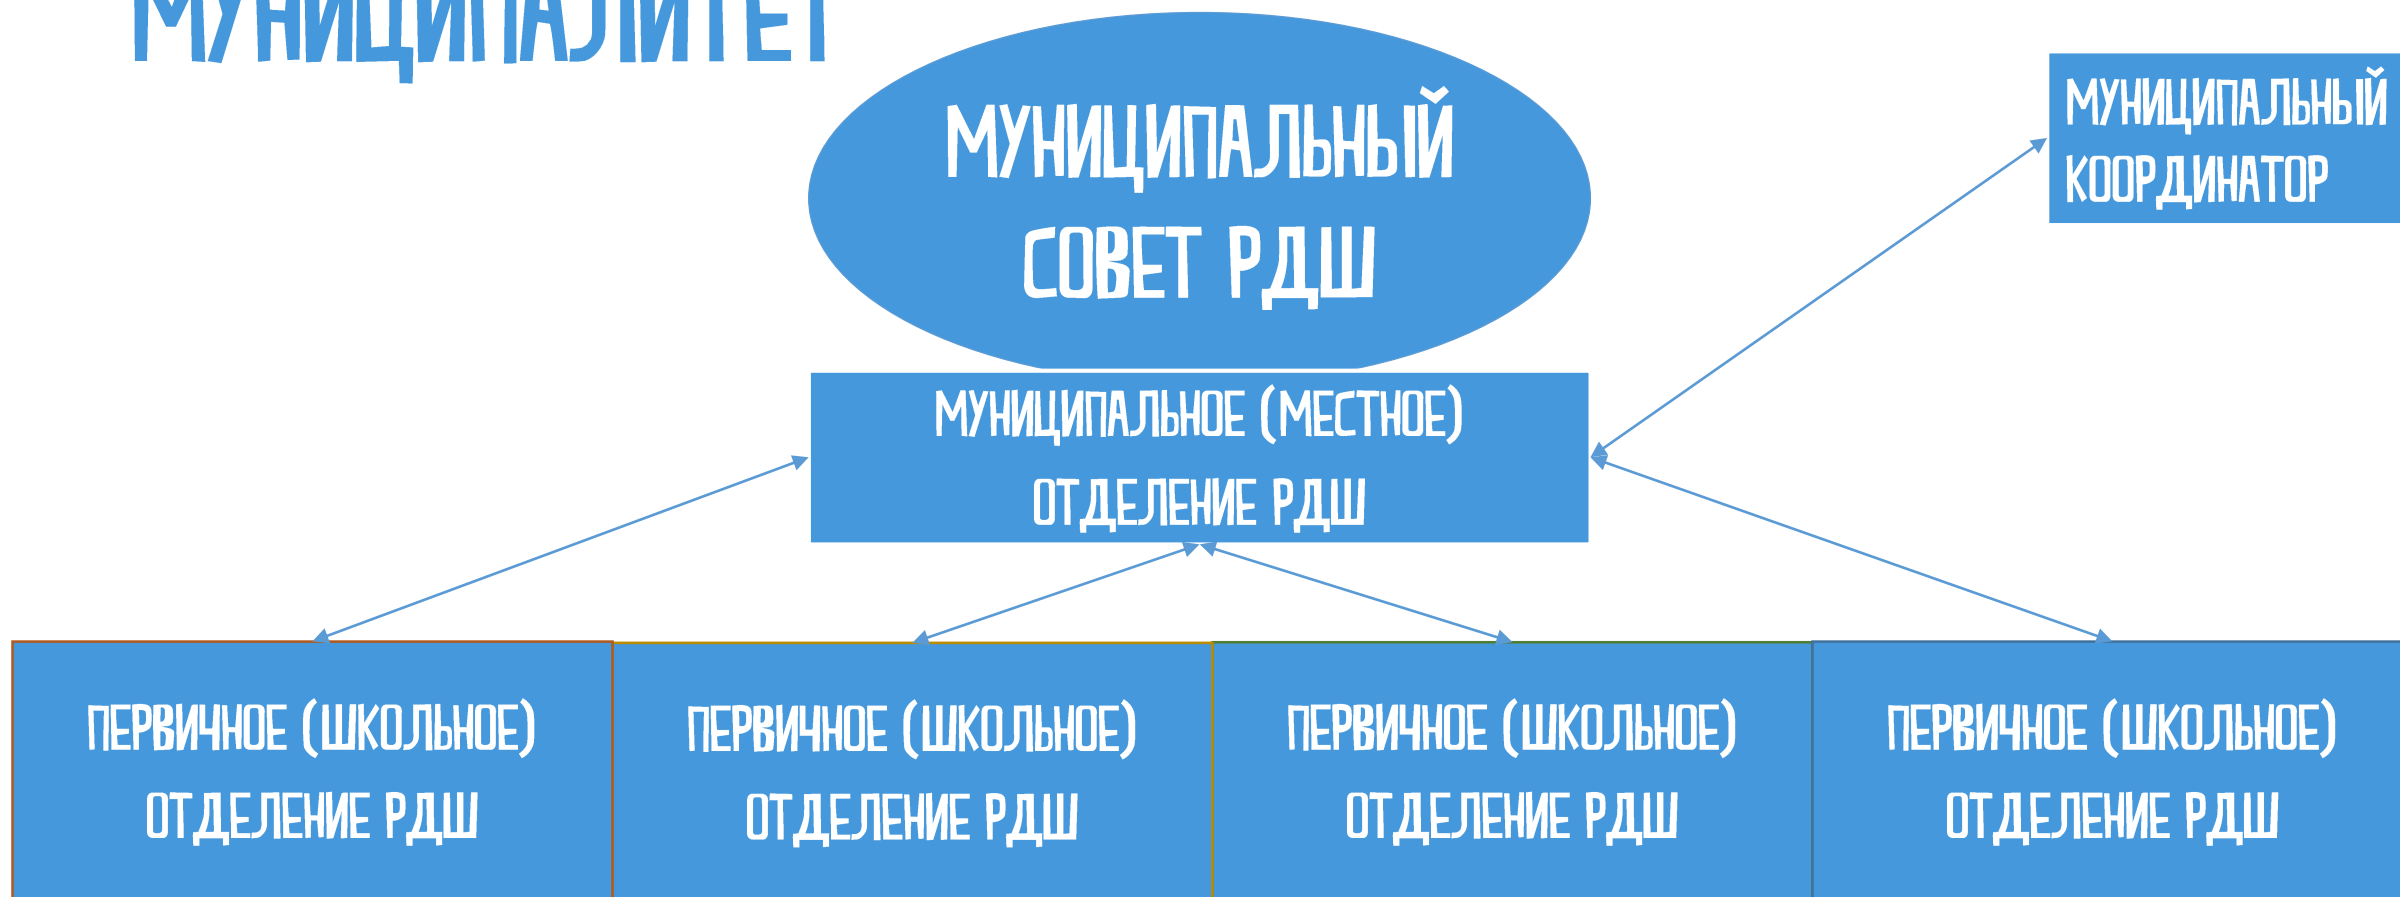 МУНИЦИПАЛИТЕТ
МУНИЦИПАЛЬНЫЙ
СОВЕТ РДШ
МУНИЦИПАЛЬНЫЙ
КООРДИНАТОР
МУНИЦИПАЛЬНОЕ (МЕСТНОЕ)
ОТДЕЛЕНИЕ РДШ
ПЕРВИЧНОЕ (ШКОЛЬНОЕ)
ОТДЕЛЕНИЕ РДШ
ПЕРВИЧНОЕ (ШКОЛЬНОЕ)
ОТДЕЛЕНИЕ РДШ
ПЕРВИЧНОЕ (ШКОЛЬНОЕ)
ОТДЕЛЕНИЕ РДШ
ПЕРВИЧНОЕ (ШКОЛЬНОЕ)
ОТДЕЛЕНИЕ РДШ